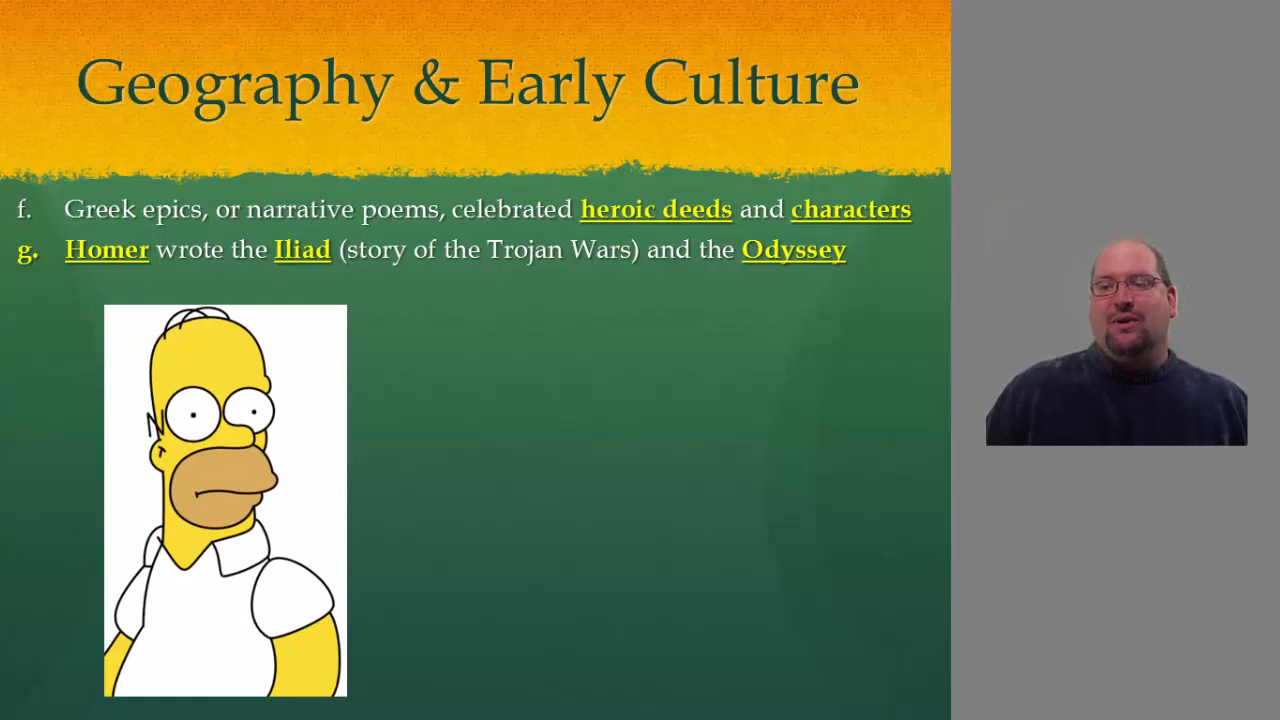 Geography & Early Culture
f. Greek epics, or narrative poems, celebrated heroic deeds and characters
g. Homer wrote the Iliad (story of the Trojan Wars) and the Odyssey